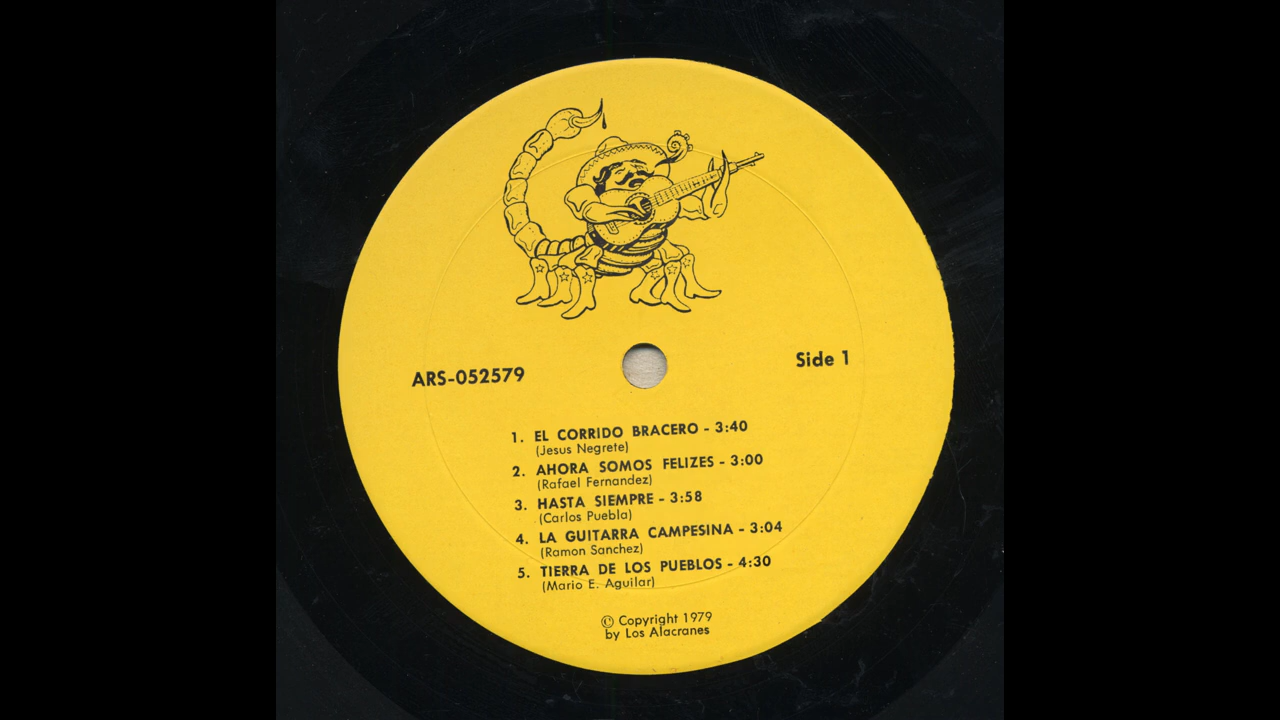 ARS-052579
Side 1
1. EL CORRIDO BRACERO - 3:40
(Jesus Negrete)
2. AHORA SOMOS FELIZES - 3:00
(Rafael Fernandez)
3. HASTA SIEMPRE - 3:58
(Carlos Puebla)
4. LA GUITARRA CAMPESINA - 3:04
(Ramon Sanchez)
5. TIERRA DE LOS PUEBLOS - 4:30
(Mario E. Aguilar)
© Copyright 1979
by Los Alacranes